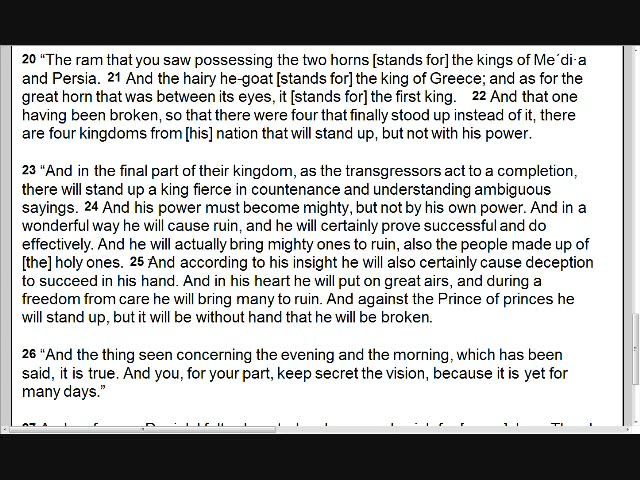 20 “The ram that you saw possessing the two horns [stands for] the kings of Me´di·a
and Persia. 21 And the hairy he-goat [stands for] the king of Greece; and as for the
great horn that was between its eyes, it [stands for] the first king. 22 And that one
having been broken, so that there were four that finally stood up instead of it, there
are four kingdoms from [his] nation that will stand up, but not with his power.
23 “And in the final part of their kingdom, as the transgressors act to a completion,
there will stand up a king fierce in countenance and understanding ambiguous
sayings. 24 And his power must become mighty, but not by his own power. And in a
wonderful way he will cause ruin, and he will certainly prove successful and do
effectively. And he will actually bring mighty ones to ruin, also the people made up of
[the] holy ones. 25 And according to his insight he will also certainly cause deception
to succeed in his hand. And in his heart he will put on great airs, and during a
freedom from care he will bring many to ruin. And against the Prince of princes he
will stand up, but it will be without hand that he will be broken.
26 “And the thing seen concerning the evening and the morning, which has been
said, it is true. And you, for your part, keep secret the vision, because it is yet for
many days.”